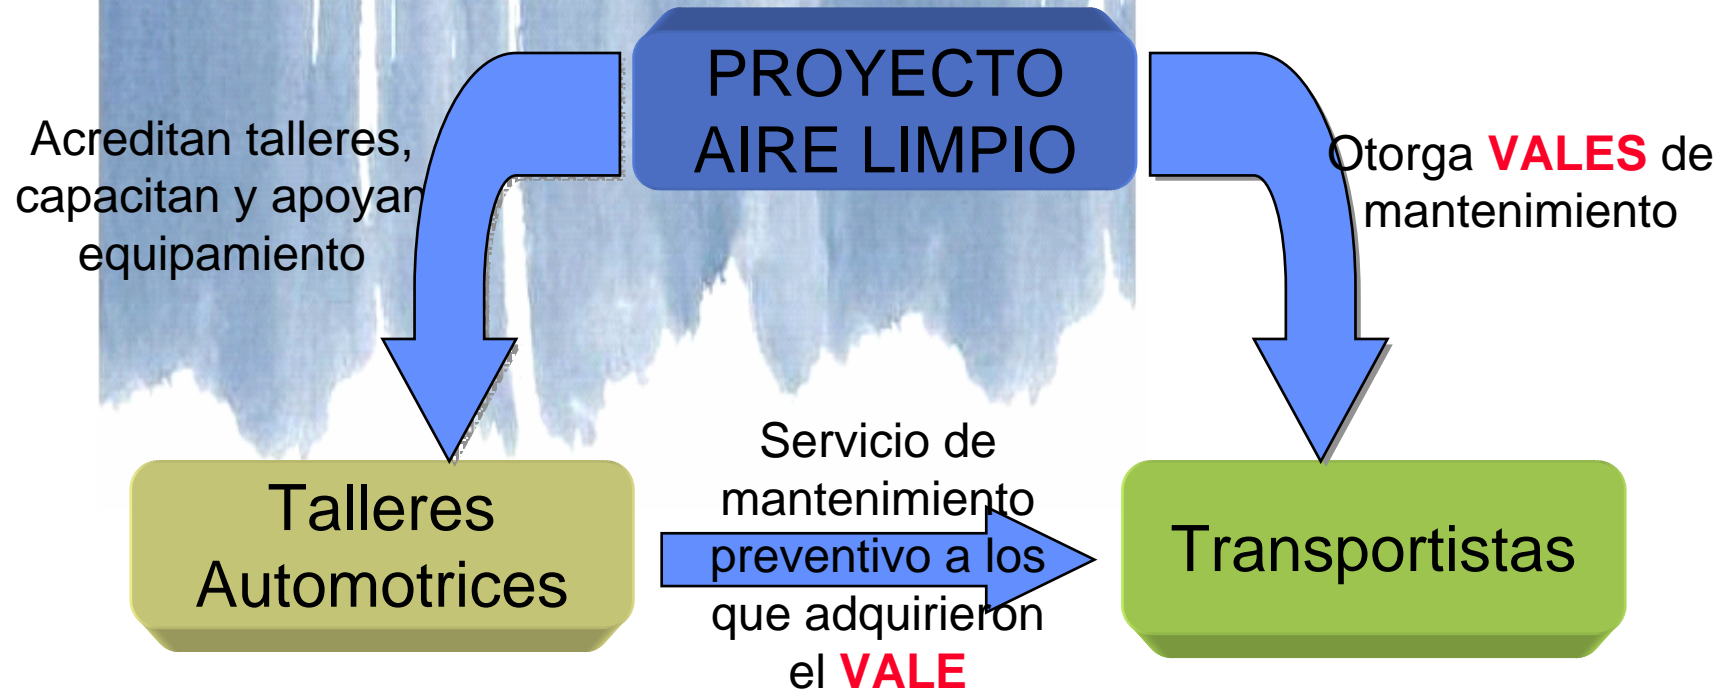 PROYECTO
AIRE LIMPIO
Acreditan talleres,
capacitan y apoyan
equipamiento
Otorga VALES de
mantenimiento
Talleres
Automotrices
Servicio de
mantenimiento
preventivo a los
que adquirieron
el VALE
Transportistas